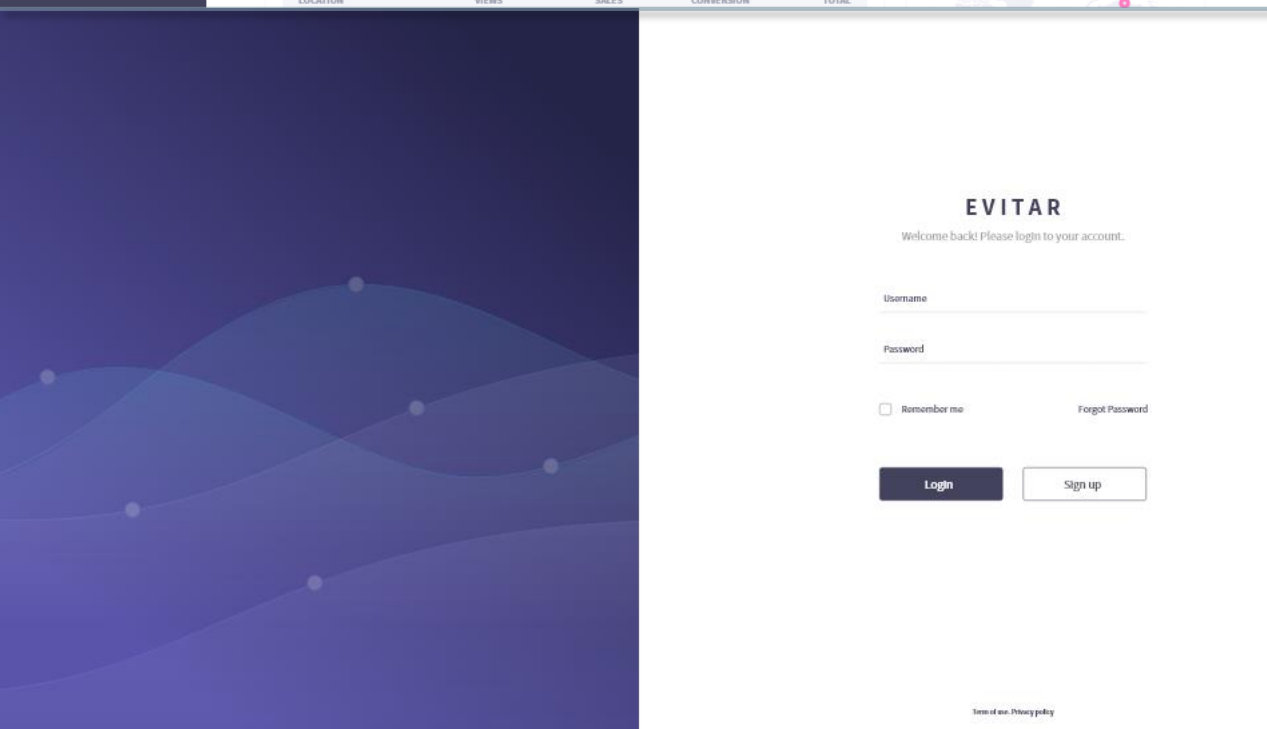 LOCATION VIEWS SALES CONVERSION TOTAL
EVITAR
Welcome back! Please login to your account.
Username
Password
Remember me Forgot Password
Login Sign up
Term of use. Privacy policy